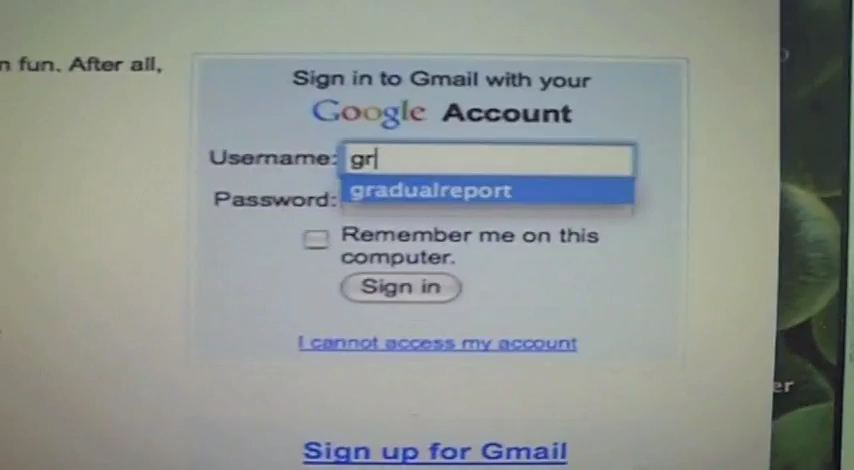 n fun. After all,
Sign in to Gmail with your
Google Account
Username: gr
gradualreport
Password:
Remember me on this
computer.
Sign in
I cannot access my account
er
Sign up for Gmail